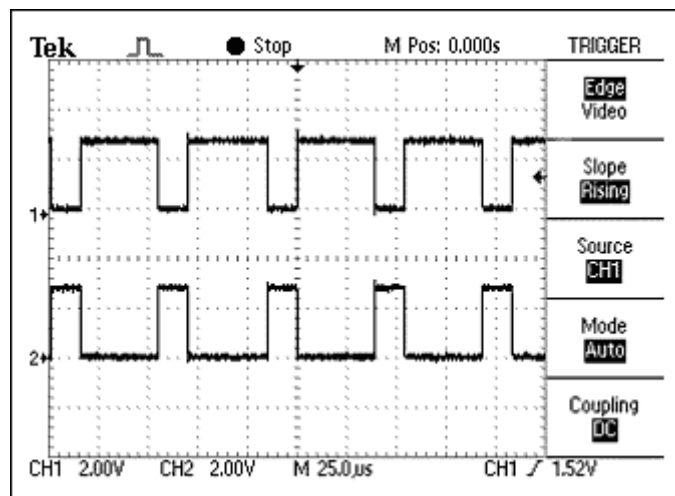 Tek Stop M Pos: 0.000s TRIGGER
Edge
Video
Slope
Rising
1
Source
CH1
Mode
Auto
2
Coupling
DC
CH1 2.00V CH2 2.00V M 25.0µs CH1 1.52V